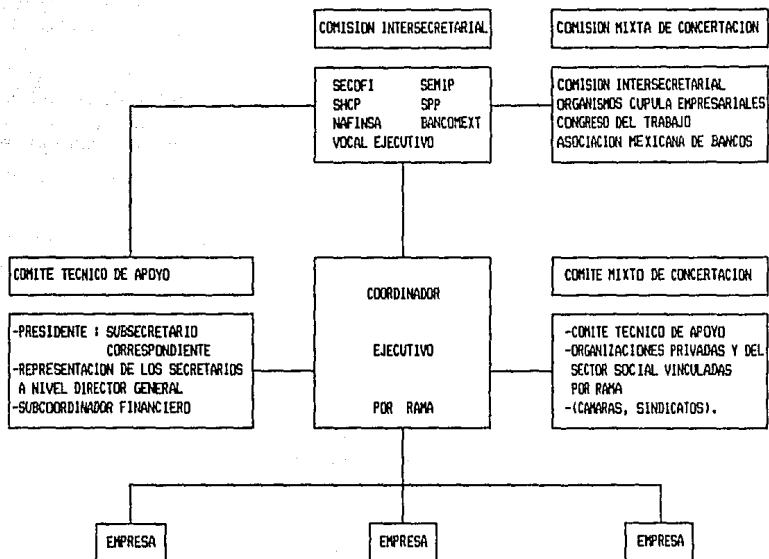 COMISION INTERSECRETARIAL
COMISION MIXTA DE CONCERTACION
SECOFI SEMIP
SHCP SPP
NAFINSA BANCOMEXT
VOCAL EJECUTIVO
COMISION INTERSECRETARIAL
ORGANISMOS CUPULA EMPRESARIALES
CONGRESO DEL TRABAJO
ASOCIACION MEXICANA DE BANCOS
COMITE TECNICO DE APOYO
-PRESIDENTE : SUBSECRETARIO
CORRESPONDIENTE
-REPRESENTACION DE LOS SECRETARIOS
A NIVEL DIRECTOR GENERAL
-SUBCOORDINADOR FINANCIERO
COORDINADOR
EJECUTIVO
POR RAMA
COMITE MIXTO DE CONCERTACION
-COMITE TECNICO DE APOYO
-ORGANIZACIONES PRIVADAS Y DEL
SECTOR SOCIAL VINCULADAS
POR RAMA
-(CAMARAS, SINDICATOS).
EMPRESA
EMPRESA
EMPRESA